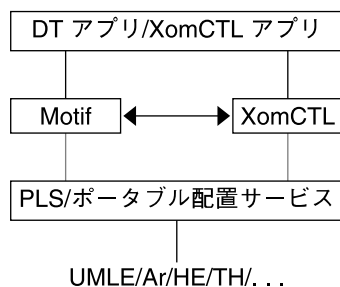 DT アプリ/XomCTL アプリ
Motif
XomCTL
PLS/ポータブル配置サービス
UMLE/Ar/HE/TH/. . .